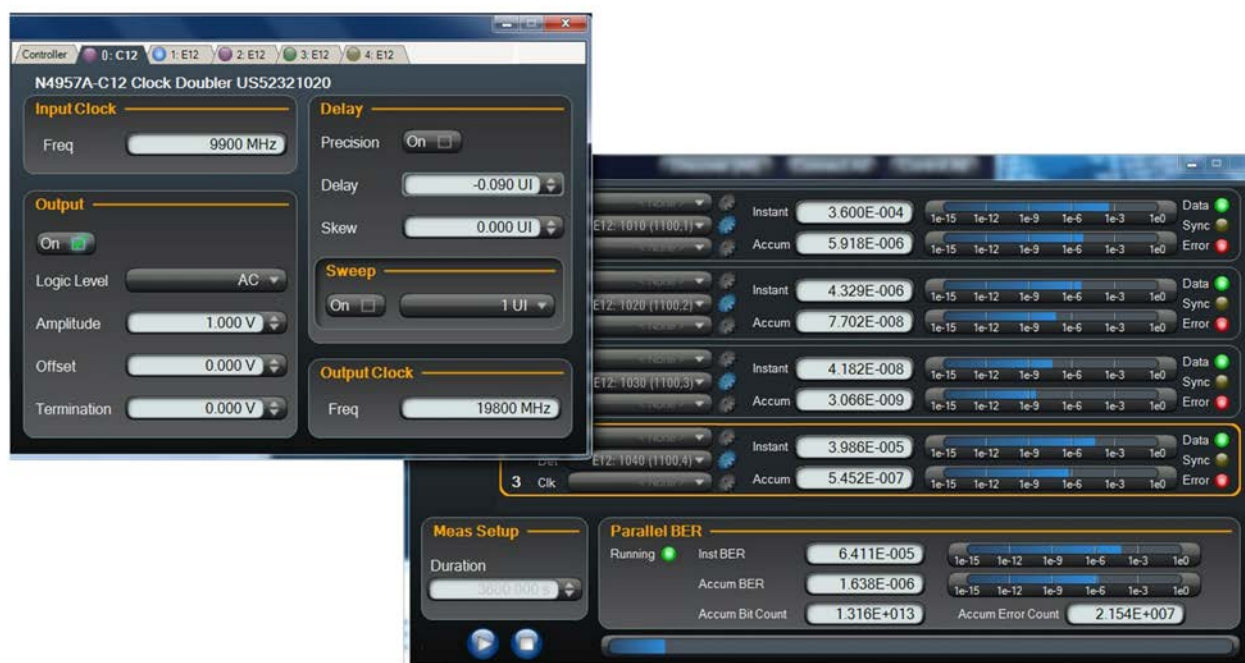 Controller 0: C12 1: E12 2: E12 3: E12 4: E12
N4957A-C12 Clock Doubler US52321020
Input Clock
Freq 9900 MHz
Output
On
Logic Level AC
Amplitude 1.000 V
Offset 0.000 V
Termination 0.000 V
Delay
Precision On
Delay -0.090 UI
Skew 0.000 UI
Sweep
On 1 UI
Output Clock
Freq 19800 MHz
Instant 3.600E-004 1e-15 1e-12 1e-9 1e-6 1e-3 1e0 Data
E12: 1010 (1100,1) Sync
Accum 5.918E-006 1e-15 1e-12 1e-9 1e-6 1e-3 1e0 Error
Instant 4.329E-006 1e-15 1e-12 1e-9 1e-6 1e-3 1e0 Data
E12: 1020 (1100,2) Sync
Accum 7.702E-008 1e-15 1e-12 1e-9 1e-6 1e-3 1e0 Error
Instant 4.182E-008 1e-15 1e-12 1e-9 1e-6 1e-3 1e0 Data
E12: 1030 (1100,3) Sync
Accum 3.066E-009 1e-15 1e-12 1e-9 1e-6 1e-3 1e0 Error
Instant 3.986E-005 1e-15 1e-12 1e-9 1e-6 1e-3 1e0 Data
Det E12: 1040 (1100,4) Sync
3 Clk Accum 5.452E-007 1e-15 1e-12 1e-9 1e-6 1e-3 1e0 Error
Meas Setup
Duration
Parallel BER
Running Inst BER 6.411E-005 1e-15 1e-12 1e-9 1e-6 1e-3 1e0
Accum BER 1.638E-006 1e-15 1e-12 1e-9 1e-6 1e-3 1e0
Accum Bit Count 1.316E+013 Accum Error Count 2.154E+007